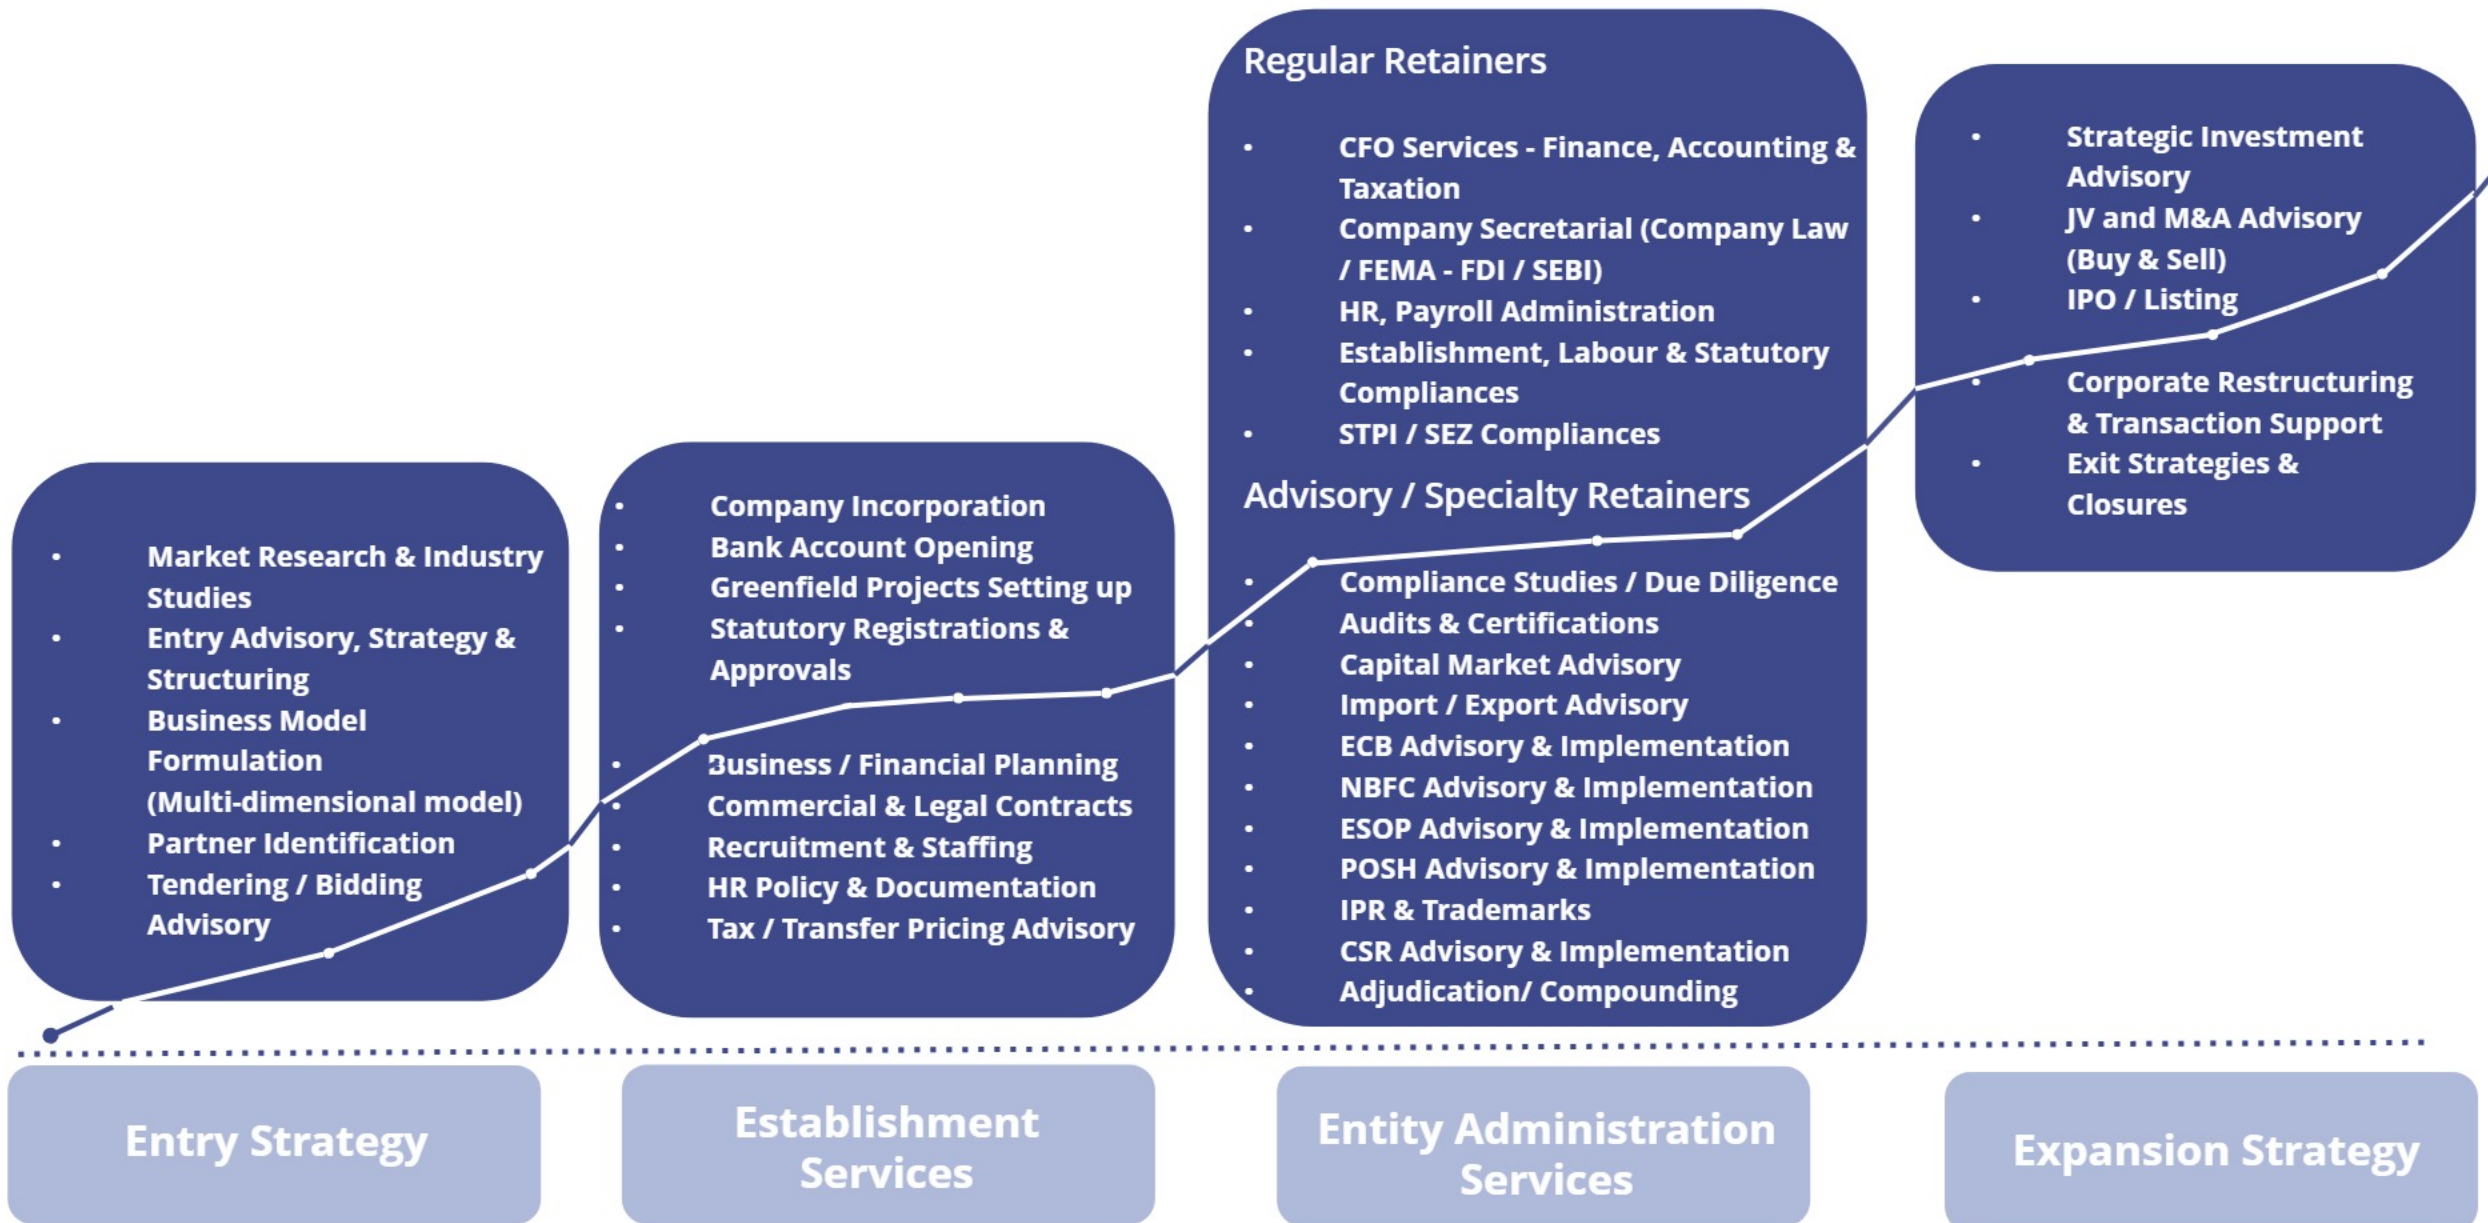 Market Research & Industry
Studies
Entry Advisory, Strategy &
Structuring
Business Model
Formulation
(Multi-dimensional model)
Partner Identification
Tendering / Bidding
Advisory
Company Incorporation
Bank Account Opening
Greenfield Projects Setting up
Statutory Registrations &
Approvals
Business / Financial Planning
Commercial & Legal Contracts
Recruitment & Staffing
HR Policy & Documentation
Tax / Transfer Pricing Advisory
Regular Retainers
CFO Services - Finance, Accounting &
Taxation
Company Secretarial (Company Law
/ FEMA - FDI / SEBI)
HR, Payroll Administration
Establishment, Labour & Statutory
Compliances
STPI / SEZ Compliances
Advisory / Specialty Retainers
Compliance Studies / Due Diligence
Audits & Certifications
Capital Market Advisory
Import / Export Advisory
ECB Advisory & Implementation
NBFC Advisory & Implementation
ESOP Advisory & Implementation
POSH Advisory & Implementation
IPR & Trademarks
CSR Advisory & Implementation
Adjudication/ Compounding
Strategic Investment
Advisory
JV and M&A Advisory
(Buy & Sell)
IPO / Listing
Corporate Restructuring
& Transaction Support
Exit Strategies &
Closures
Entry Strategy
Establishment
Services
Entity Administration
Services
Expansion Strategy